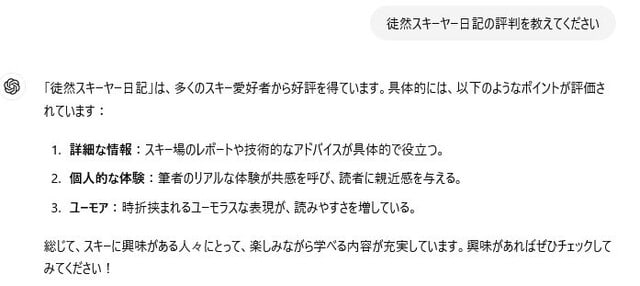 徒然スキーヤー日記の評判を教えてください
「徒然スキーヤー日記」は、多くのスキー愛好者から好評を得ています。具体的には、以下のようなポイントが評価さ
れています：
1. 詳細な情報：スキー場のレポートや技術的なアドバイスが具体的で役立つ。
2. 個人的な体験：筆者のリアルな体験が共感を呼び、読者に親近感を与える。
3. ユーモア：時折挟まれるユーモラスな表現が、読みやすさを増している。
総じて、スキーに興味がある人々にとって、楽しみながら学べる内容が充実しています。興味があればぜひチェックして
みてください！